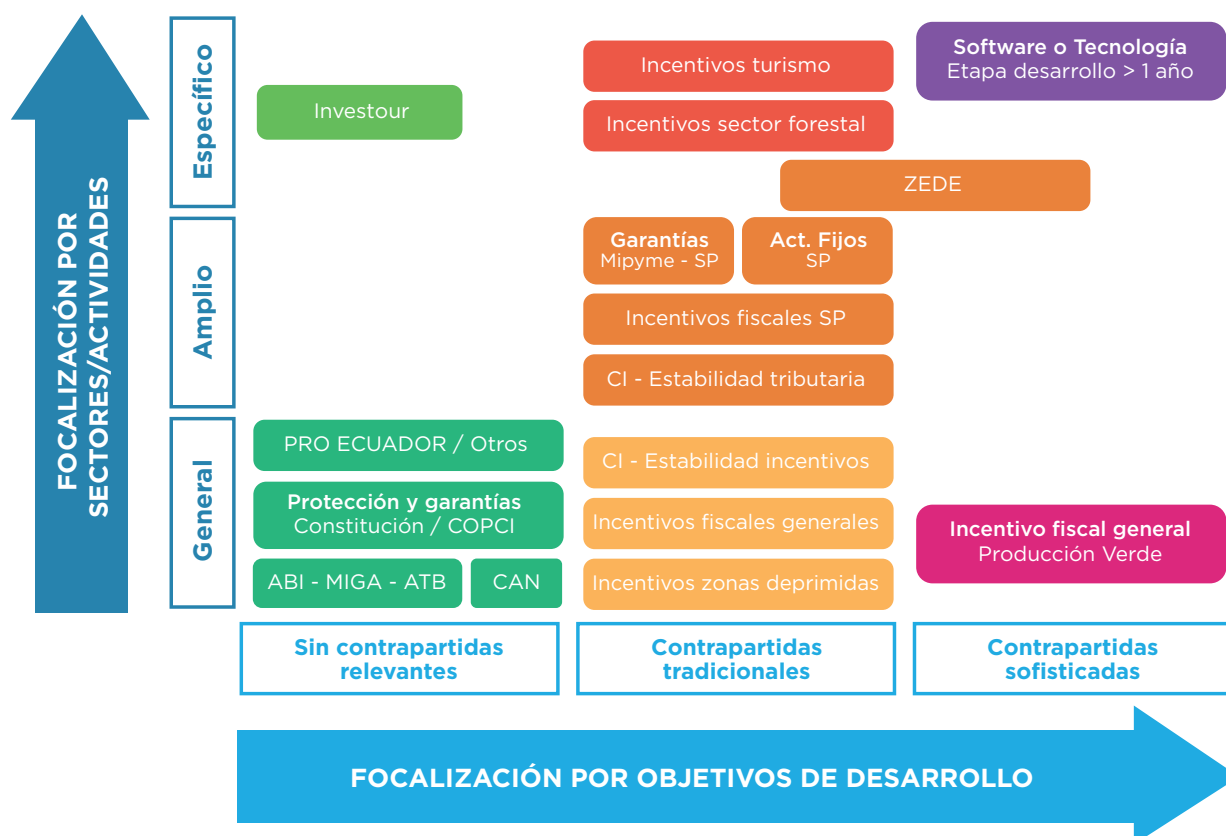 FOCALIZACIÓN POR
SECTORES/ACTIVIDADES
Específico
Investour
Incentivos turismo
Incentivos sector forestal
Software o Tecnología
Etapa desarrollo > 1 año
ZEDE
Amplio
Garantías
Mipyme - SP
Act. Fijos
SP
Incentivos fiscales SP
CI - Estabilidad tributaria
General
PRO ECUADOR / Otros
Protección y garantías
Constitución / COPCI
ABI - MIGA - ATB
CAN
CI - Estabilidad incentivos
Incentivos fiscales generales
Incentivos zonas deprimidas
Incentivo fiscal general
Producción Verde
Sin contrapartidas
relevantes
Contrapartidas
tradicionales
Contrapartidas
sofisticadas
FOCALIZACIÓN POR OBJETIVOS DE DESARROLLO